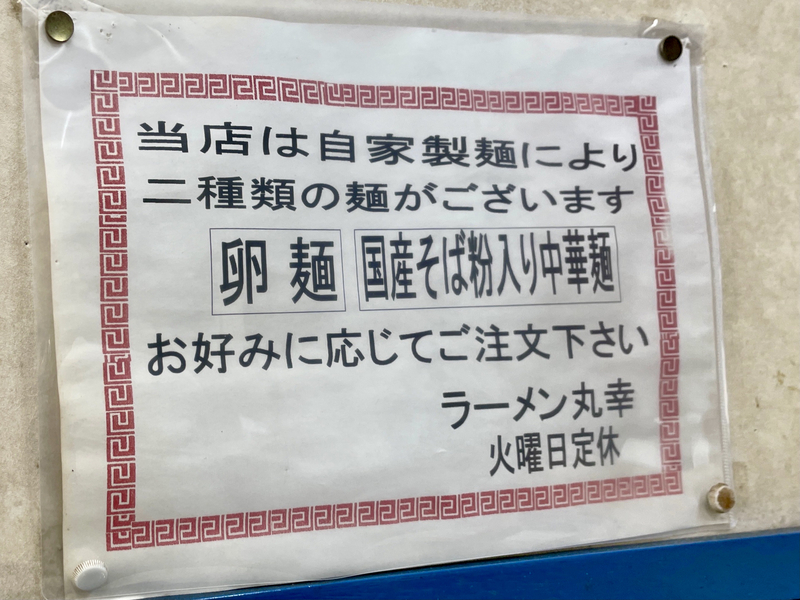 当店は自家製麺により
二種類の麺がございます
卵麺 国産そば粉入り中華麺
お好みに応じてご注文下さい
ラーメン丸幸
火曜日定休